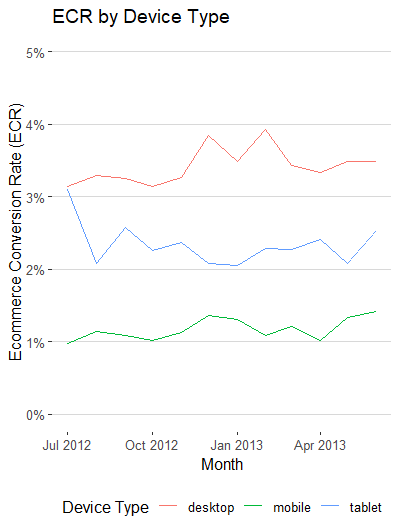 ECR by Device Type
Ecommerce Conversion Rate (ECR)
5%
4%
3%
2%
1%
0%
Jul 2012 Oct 2012 Jan 2013 Apr 2013
Month
Device Type desktop mobile tablet